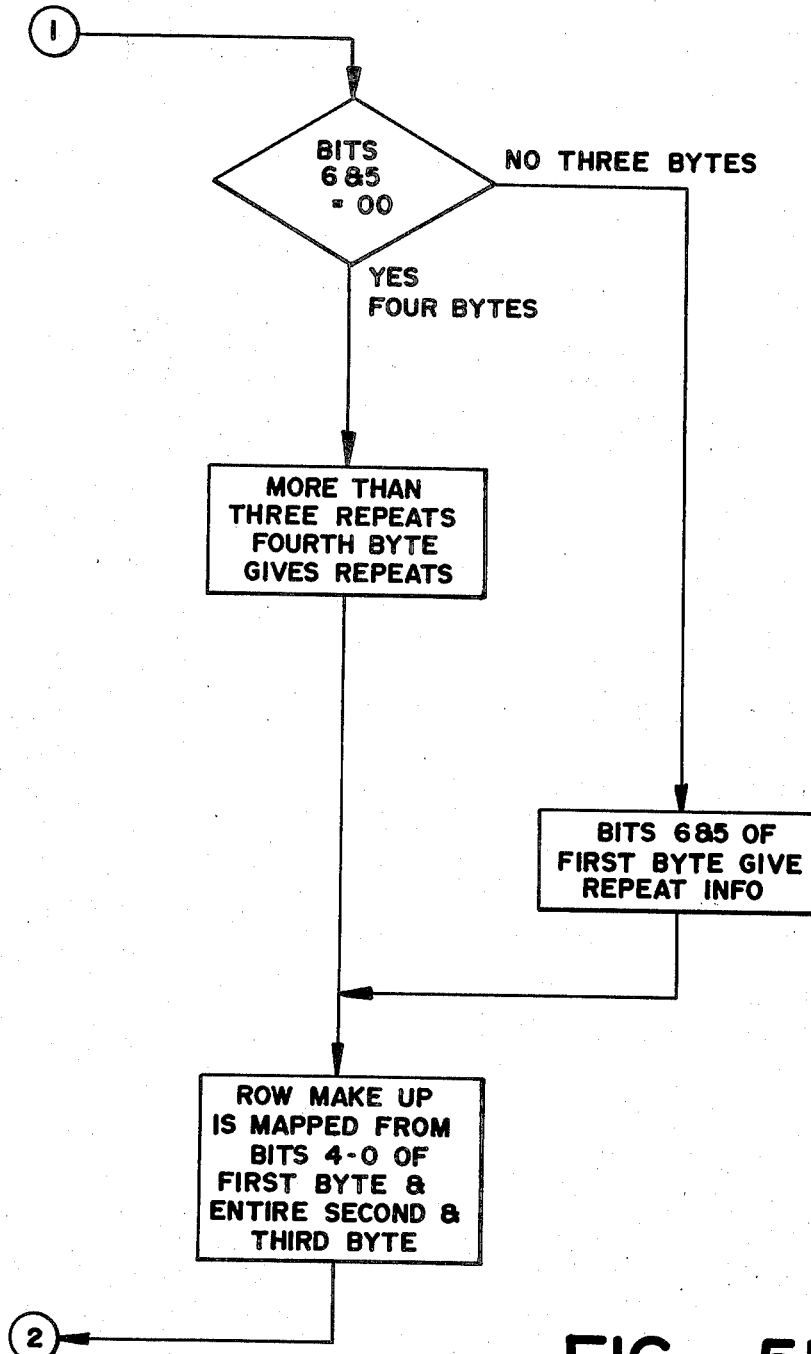 1
BITS
6&5
= 00
NO THREE BYTES
YES
FOUR BYTES
MORE THAN
THREE REPEATS
FOURTH BYTE
GIVES REPEATS
BITS 6&5 OF
FIRST BYTE GIVE
REPEAT INFO
ROW MAKE UP
IS MAPPED FROM
BITS 4-0 OF
FIRST BYTE &
ENTIRE SECOND &
THIRD BYTE
2